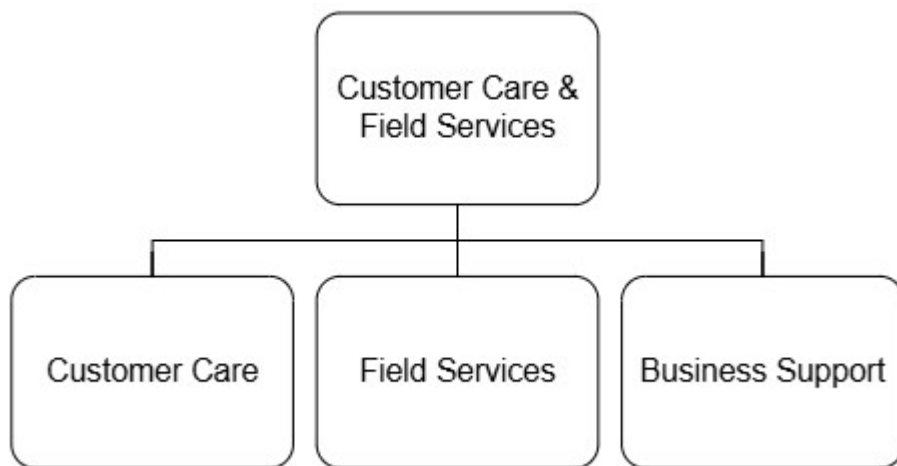 Customer Care &
Field Services
Customer Care
Field Services
Business Support